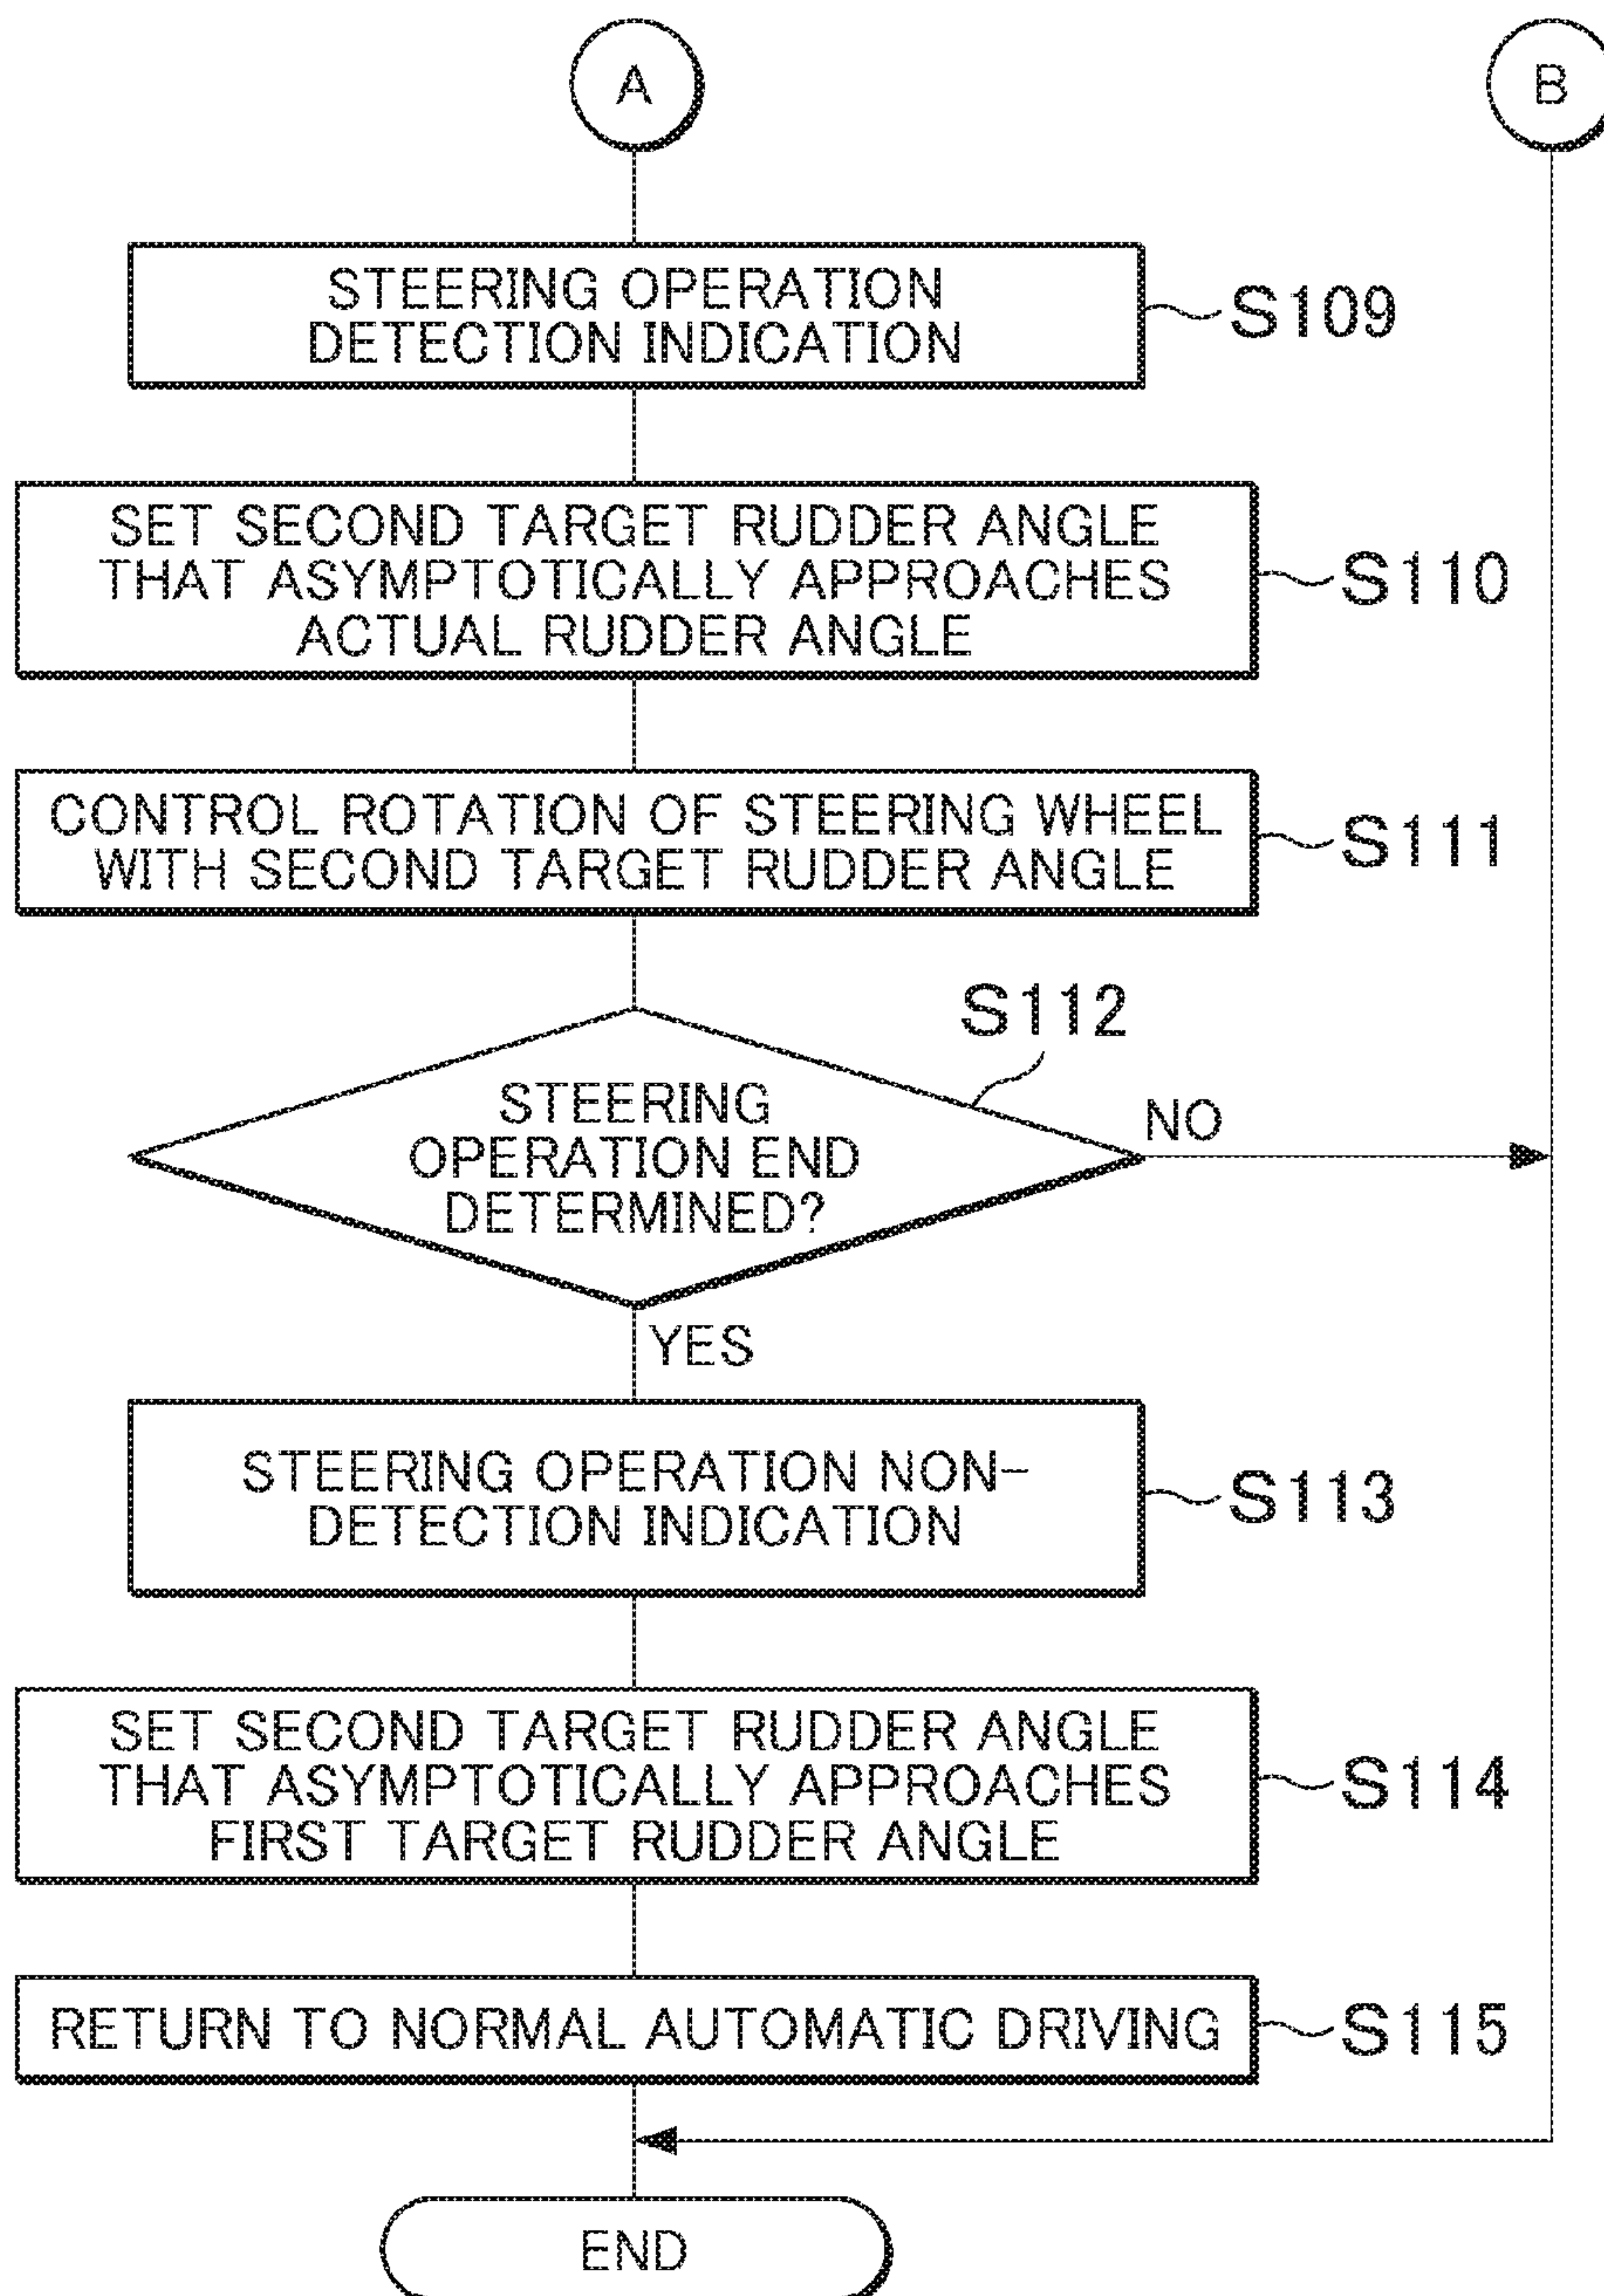 A
B
STEERING OPERATION
DETECTION INDICATION
S109
SET SECOND TARGET RUDDER ANGLE
THAT ASYMPTOTICALLY APPROACHES
ACTUAL RUDDER ANGLE
S110
CONTROL ROTATION OF STEERING WHEEL
WITH SECOND TARGET RUDDER ANGLE
S111
S112
STEERING
OPERATION END
DETERMINED?
NO
YES
STEERING OPERATION NON-
DETECTION INDICATION
S113
SET SECOND TARGET RUDDER ANGLE
THAT ASYMPTOTICALLY APPROACHES
FIRST TARGET RUDDER ANGLE
S114
RETURN TO NORMAL AUTOMATIC DRIVING
S115
END